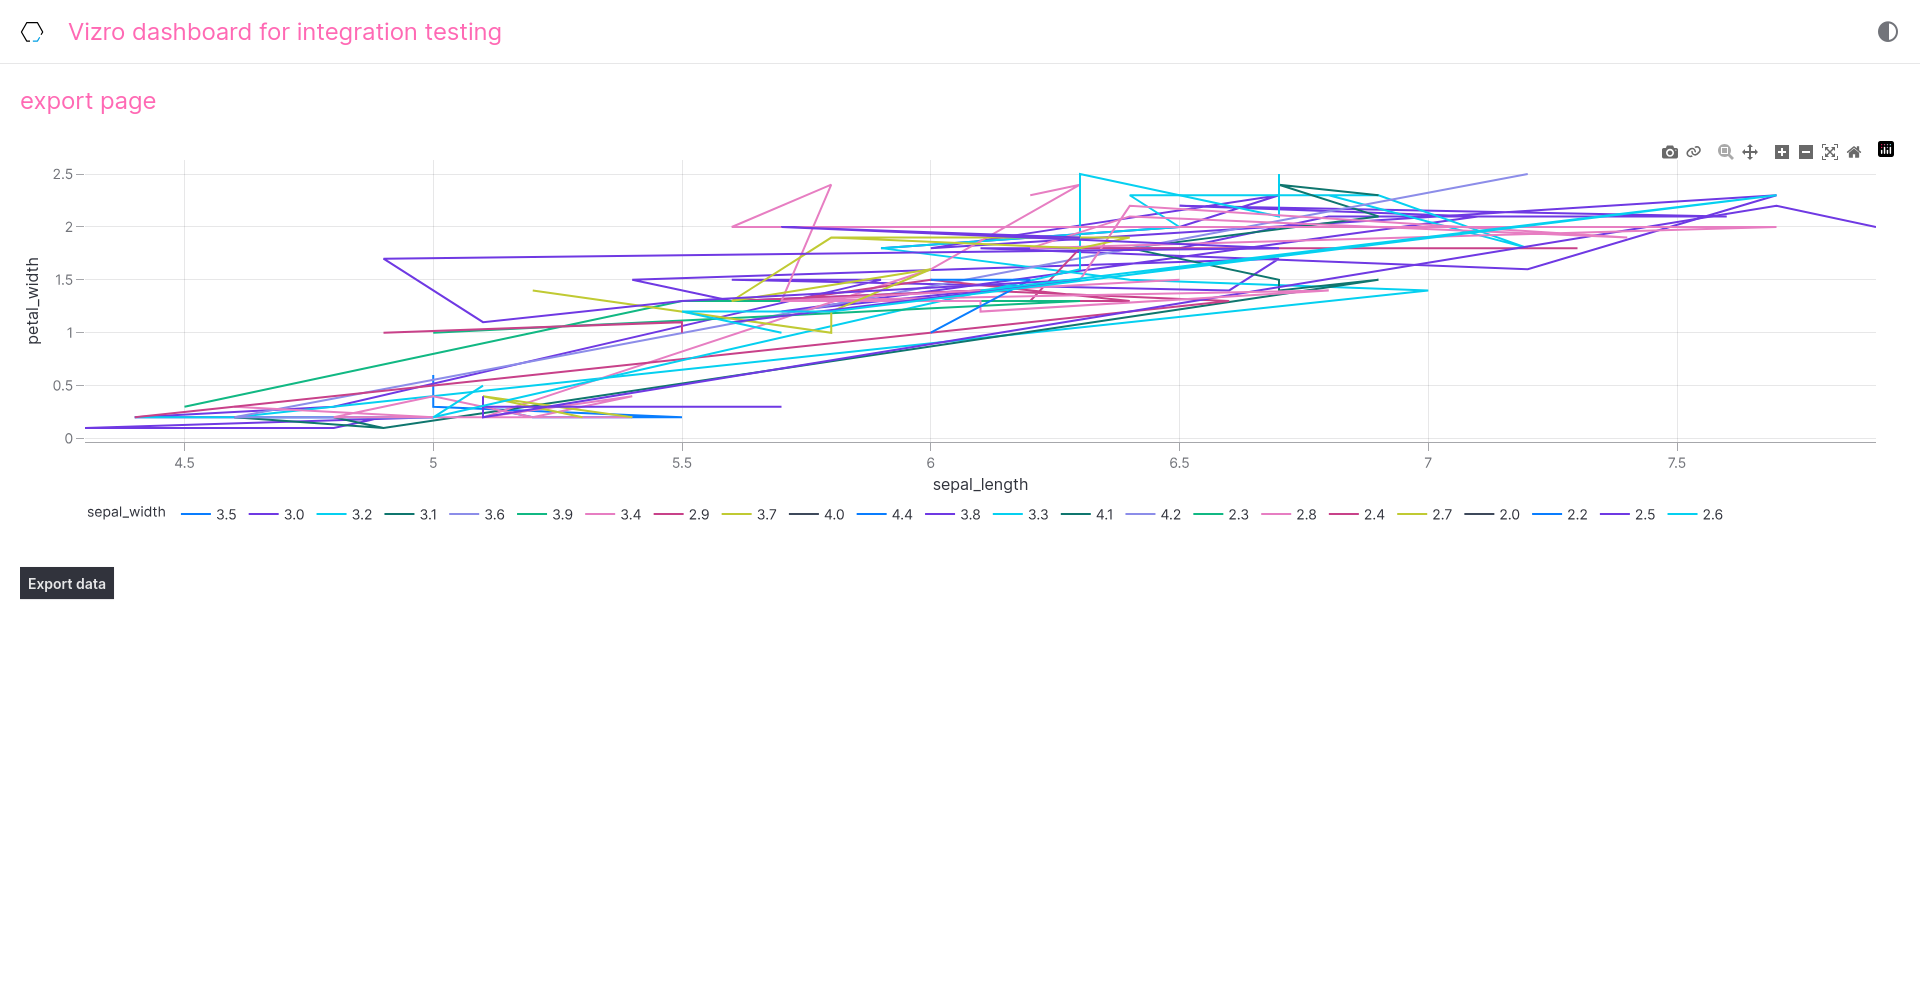 Vizro dashboard for integration testing
export page
petal_width
2.5
2
1.5
1
0.5
0
4.5 5 5.5 6 6.5 7 7.5
sepal_length
sepal_width 3.5 3.0 3.2 3.1 3.6 3.9 3.4 2.9 3.7 4.0 4.4 3.8 3.3 4.1 4.2 2.3 2.8 2.4 2.7 2.0 2.2 2.5 2.6
Export data